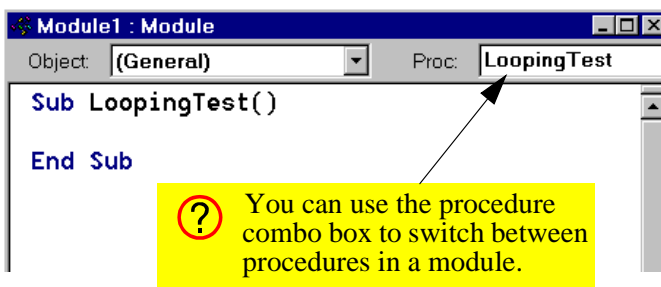 Module1 : Module
Object: (General) Proc: LoopingTest
Sub LoopingTest()
End Sub
? You can use the procedure
combo box to switch between
procedures in a module.